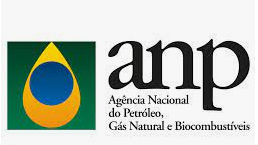 anp
Agência Nacional
do Petróleo,
Gás Natural e Biocombustíveis